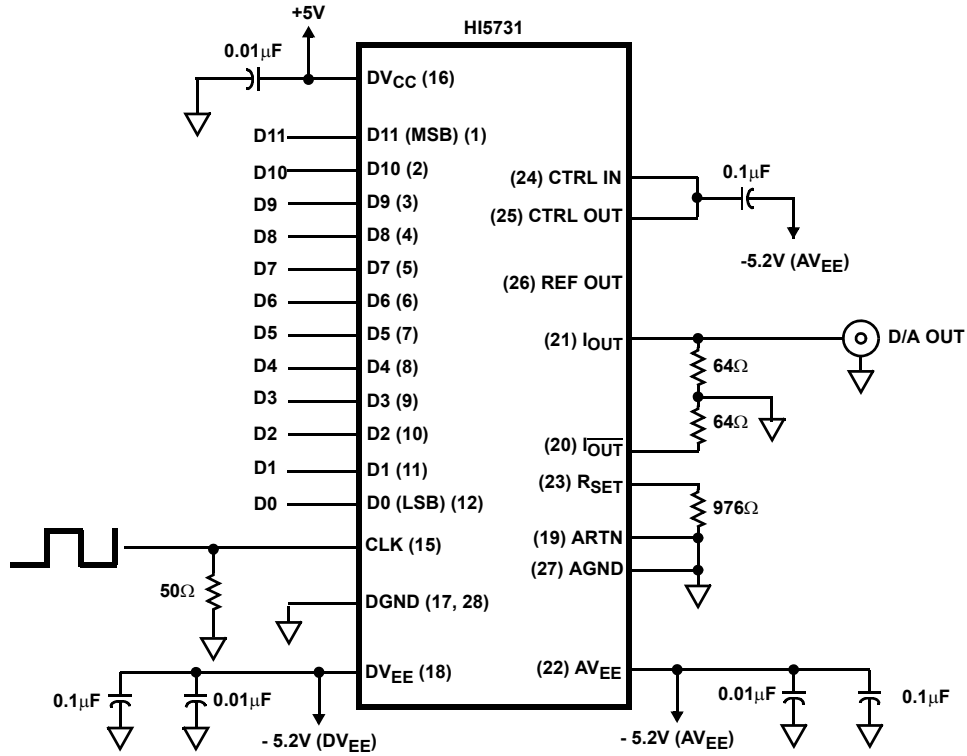 HI5731
+5V
0.01μF
DVCC (16)
D11
D11 (MSB) (1)
D10
D10 (2)
D9
D9 (3)
D8
D8 (4)
D7
D7 (5)
D6
D6 (6)
D5
D5 (7)
D4
D4 (8)
D3
D3 (9)
D2
D2 (10)
D1
D1 (11)
D0
D0 (LSB) (12)
CLK (15)
50Ω
DGND (17, 28)
DVEE (18)
0.1μF
0.01μF
- 5.2V (DVEE)
(24) CTRL IN
(25) CTRL OUT
0.1μF
-5.2V (AVEE)
(26) REF OUT
(21) IOUT
D/A OUT
64Ω
64Ω
(20) I̅O̅U̅T̅
(23) RSET
976Ω
(19) ARTN
(27) AGND
(22) AVEE
0.01μF
0.1μF
- 5.2V (AVEE)